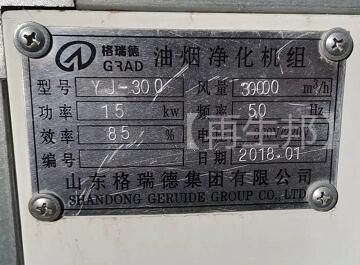 格瑞德
GRAD
油烟净化机组
型号 YJ-300
风量 30000 m³/h
功率 15 kw
频率 50 Hz
效率 85 %
电
编号
日期 2018.01
山东格瑞德集团有限公司
SHANDONG GERUIDE GROUP CO.,LTD
【再生邦】